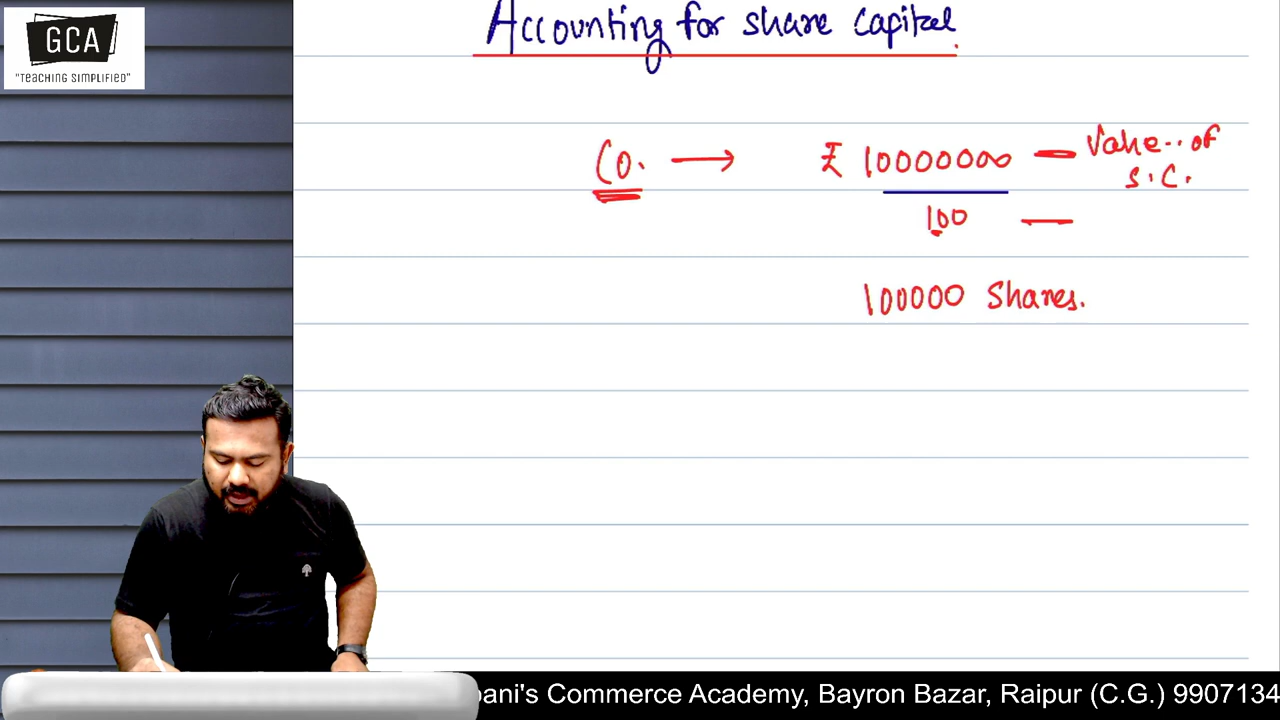 GCA
"TEACHING SIMPLIFIED"
Accounting for share capital.
Co. → ₹ 10000000 — Value.. of
S.C.
100 —
100000 Shares.
pani's Commerce Academy, Bayron Bazar, Raipur (C.G.) 9907134